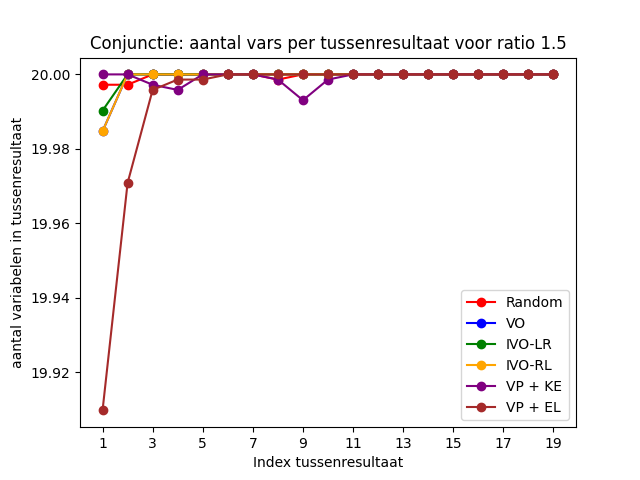 Conjunctie: aantal vars per tussenresultaat voor ratio 1.5
20.00
19.98
19.96
19.94
19.92
aantal variabelen in tussenresultaat
1 3 5 7 9 11 13 15 17 19
Index tussenresultaat
Random
VO
IVO-LR
IVO-RL
VP + KE
VP + EL